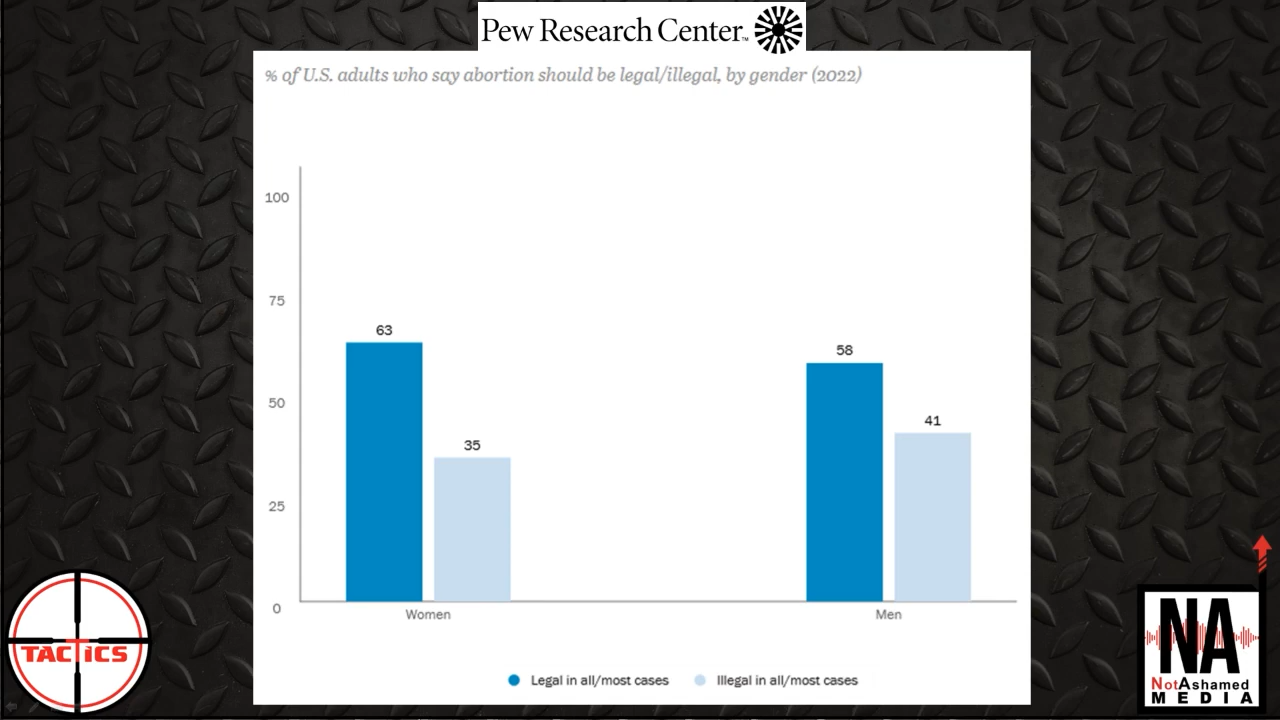 Pew Research Center™
% of U.S. adults who say abortion should be legal/illegal, by gender (2022)
100
75
50
25
0
63
35
58
41
Women
Men
Legal in all/most cases
Illegal in all/most cases
TACTICS
NA
NotAshamed
MEDIA